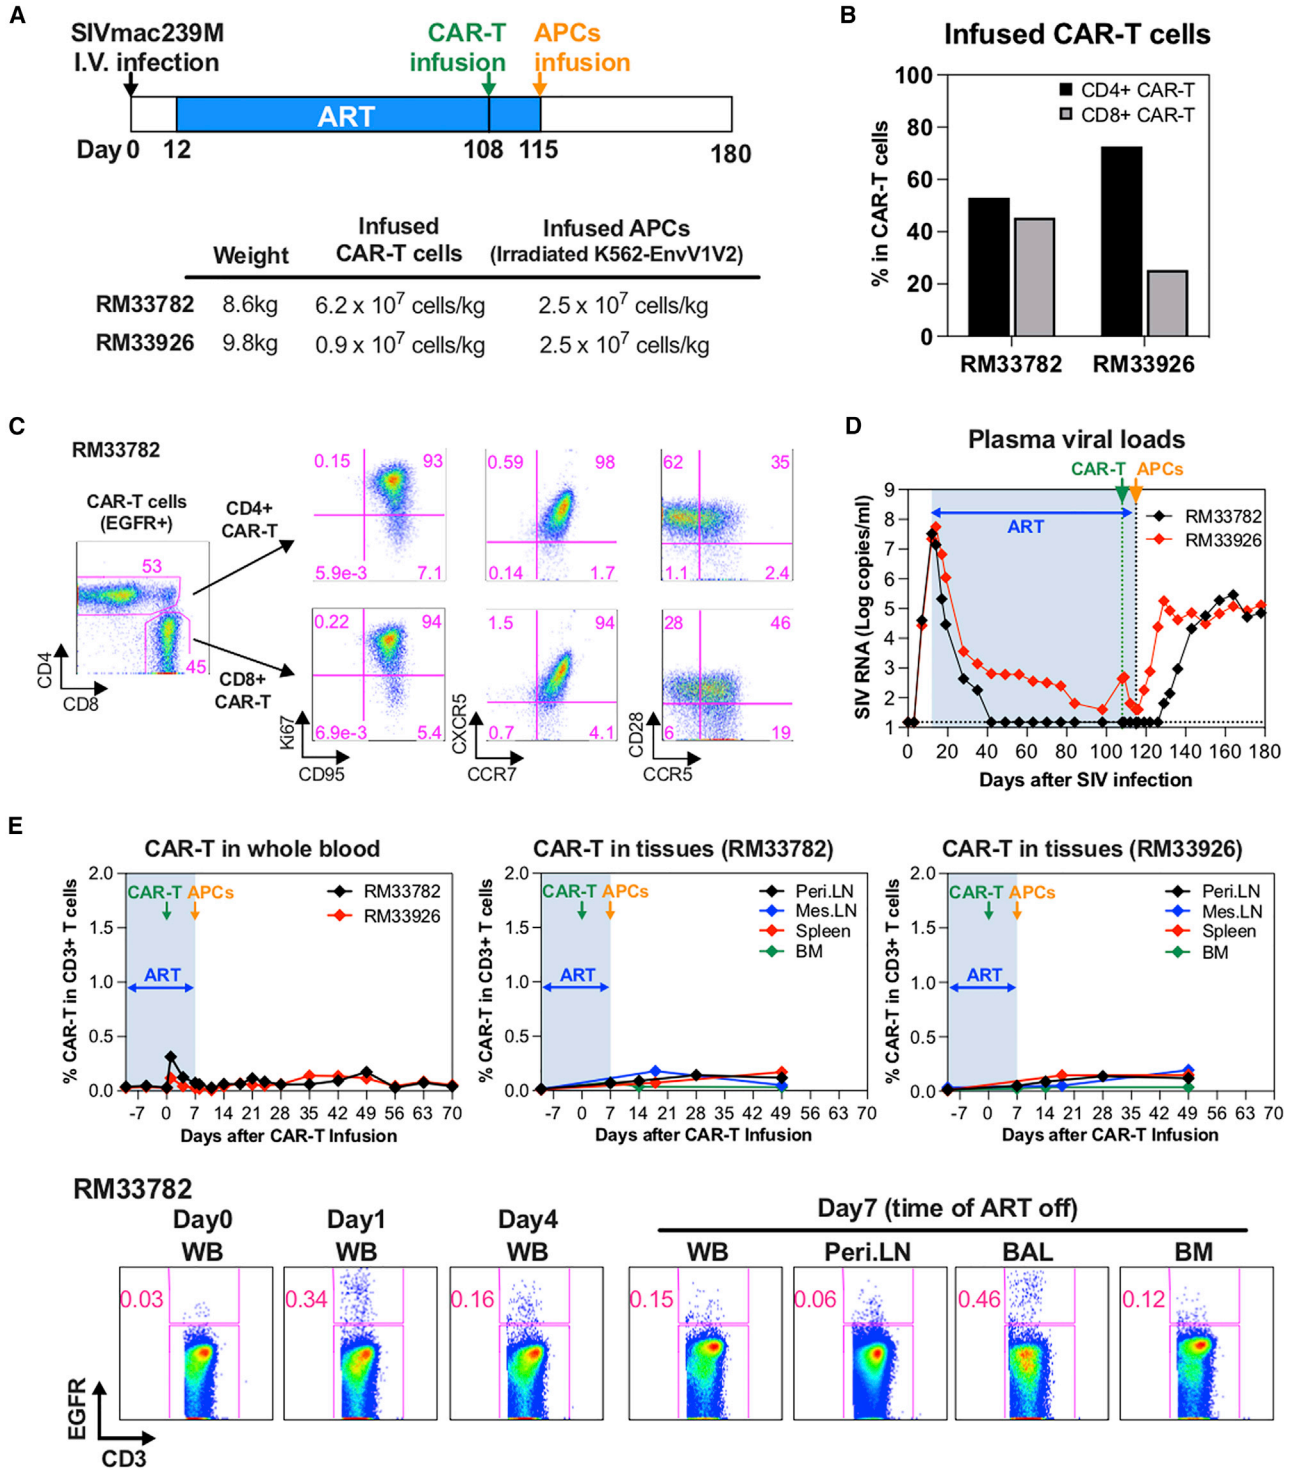 A
SIVmac239M
I.V. infection
CAR-T
infusion
APCs
infusion
ART
Day 0 12 108 115 180
Weight
Infused
CAR-T cells
Infused APCs
(Irradiated K562-EnvV1V2)
RM33782 8.6kg 6.2 x 10⁷ cells/kg 2.5 x 10⁷ cells/kg
RM33926 9.8kg 0.9 x 10⁷ cells/kg 2.5 x 10⁷ cells/kg
B
Infused CAR-T cells
% in CAR-T cells
100
80
60
40
20
0
CD4+ CAR-T
CD8+ CAR-T
RM33782 RM33926
C
RM33782
CAR-T cells
(EGFR+)
53
45
CD4
CD8
CD4+
CAR-T
CD8+
CAR-T
0.15 93
5.9e-3 7.1
0.59 98
0.14 1.7
62 35
1.1 2.4
0.22 94
6.9e-3 5.4
1.5 94
0.7 4.1
28 46
6 19
Ki67
CD95
CXCR5
CCR7
CD28
CCR5
D
Plasma viral loads
CAR-T APCs
ART
RM33782
RM33926
SIV RNA (Log copies/ml)
9
8
7
6
5
4
3
2
1
0 20 40 60 80 100 120 140 160 180
Days after SIV infection
E
CAR-T in whole blood
% CAR-T in CD3+ T cells
2.0
1.5
1.0
0.5
0.0
CAR-T APCs
ART
RM33782
RM33926
-7 0 7 14 21 28 35 42 49 56 63 70
Days after CAR-T Infusion
CAR-T in tissues (RM33782)
% CAR-T in CD3+ T cells
2.0
1.5
1.0
0.5
0.0
CAR-T APCs
ART
Peri.LN
Mes.LN
Spleen
BM
-7 0 7 14 21 28 35 42 49 56 63 70
Days after CAR-T Infusion
CAR-T in tissues (RM33926)
% CAR-T in CD3+ T cells
2.0
1.5
1.0
0.5
0.0
CAR-T APCs
ART
Peri.LN
Mes.LN
Spleen
BM
-7 0 7 14 21 28 35 42 49 56 63 70
Days after CAR-T Infusion
RM33782
Day0
WB
Day1
WB
Day4
WB
Day7 (time of ART off)
WB Peri.LN BAL BM
0.03 0.34 0.16 0.15 0.06 0.46 0.12
EGFR
CD3